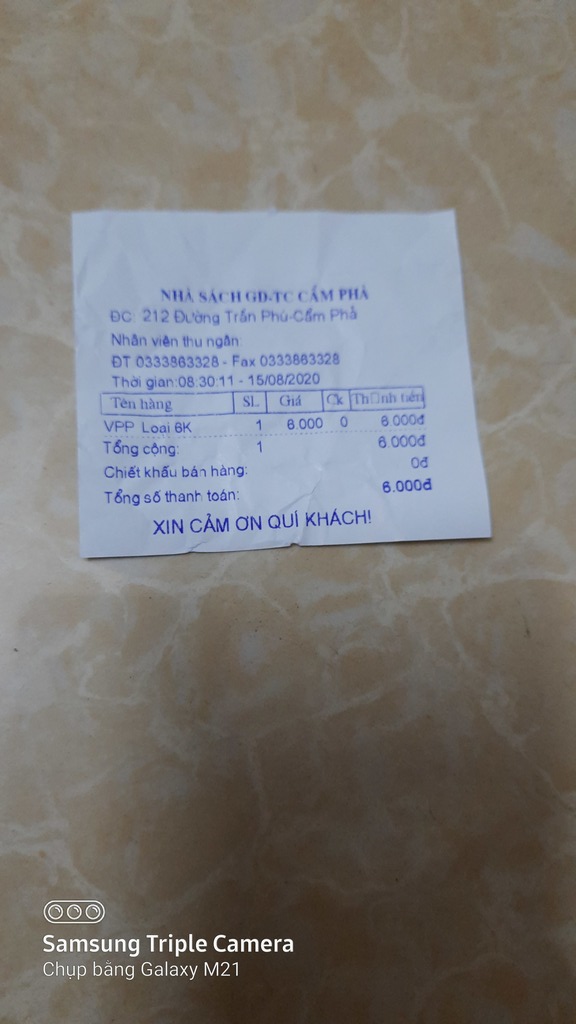 NHÀ SÁCH GD-TC CẨM PHẢ
ĐC: 212 Đường Trần Phú-Cẩm Phả
Nhân viên thu ngân:
ĐT 0333863328 - Fax 0333863328
Thời gian:08:30:11 - 15/08/2020
Tên hàng SL Giá Ck Th□nh tiền
VPP Loại 6K 1 6.000 0 6.000đ
Tổng cộng: 1 6.000đ
Chiết khấu bán hàng: 0đ
Tổng số thanh toán: 6.000đ
XIN CẢM ƠN QUÍ KHÁCH!
Samsung Triple Camera
Chụp bằng Galaxy M21